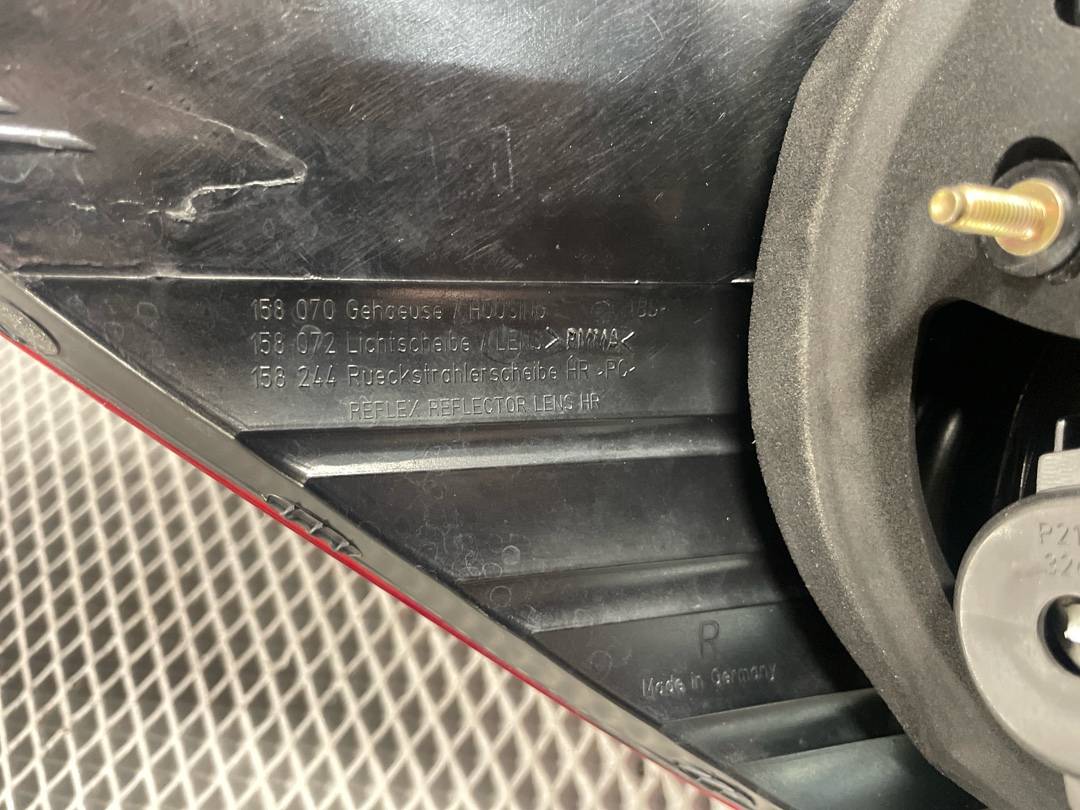 158 070 Gehaeuse / HOUSING
158 072 Lichtscheibe / LENS >PMMA<
158 244 Rueckstrahlerscheibe HR >PC<
REFLEX REFLECTOR LENS HR
R
Made in Germany
P21